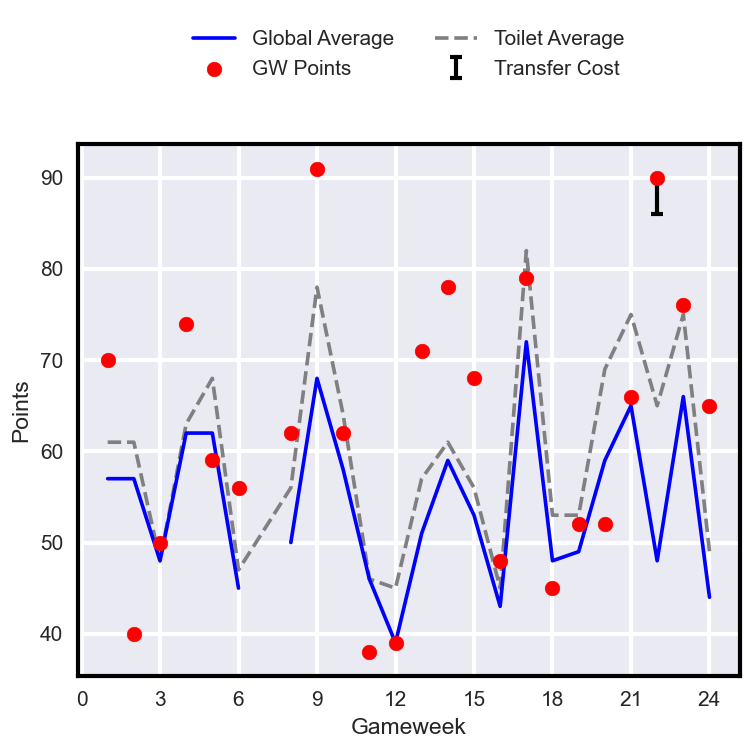 Global Average
Toilet Average
GW Points
Transfer Cost
90
80
70
60
50
40
Points
0 3 6 9 12 15 18 21 24
Gameweek